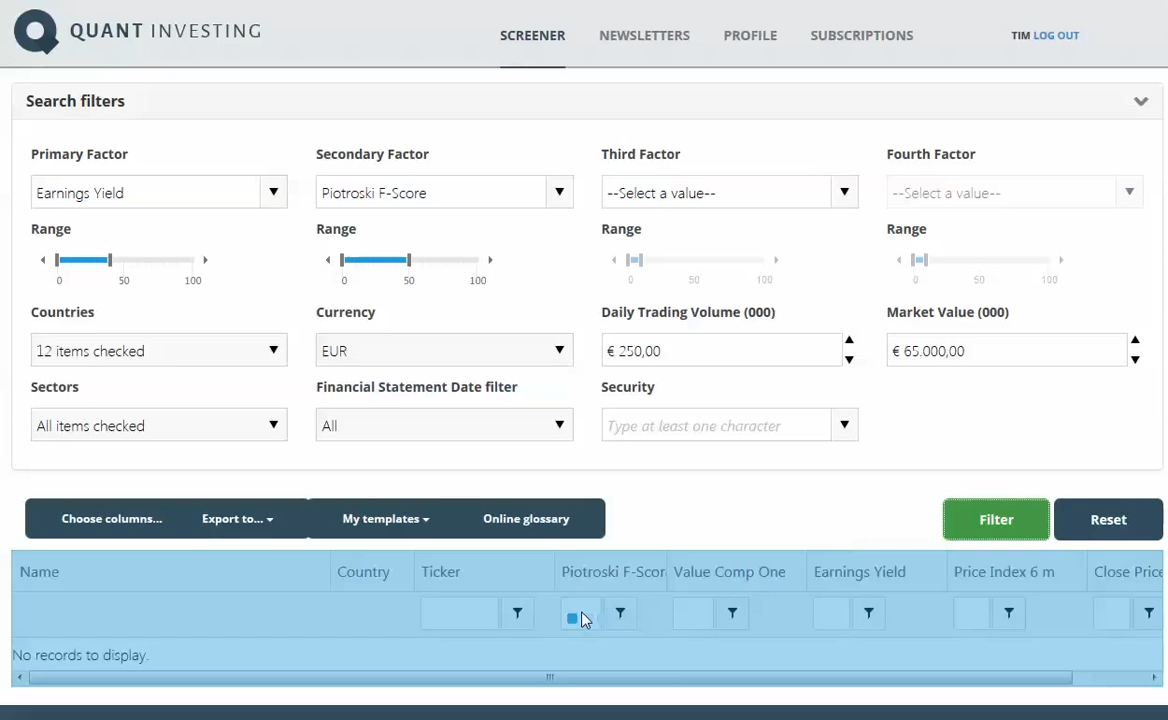 QUANT INVESTING
SCREENER NEWSLETTERS PROFILE SUBSCRIPTIONS TIM LOG OUT
Search filters
Primary Factor Secondary Factor Third Factor Fourth Factor
Earnings Yield Piotroski F-Score --Select a value-- --Select a value--
Range Range Range Range
0 50 100 0 50 100 0 50 100 0 50 100
Countries Currency Daily Trading Volume (000) Market Value (000)
12 items checked EUR € 250,00 € 65.000,00
Sectors Financial Statement Date filter Security
All items checked All Type at least one character
Choose columns... Export to... My templates Online glossary Filter Reset
Name Country Ticker Piotroski F-Scor Value Comp One Earnings Yield Price Index 6 m Close Price
No records to display.